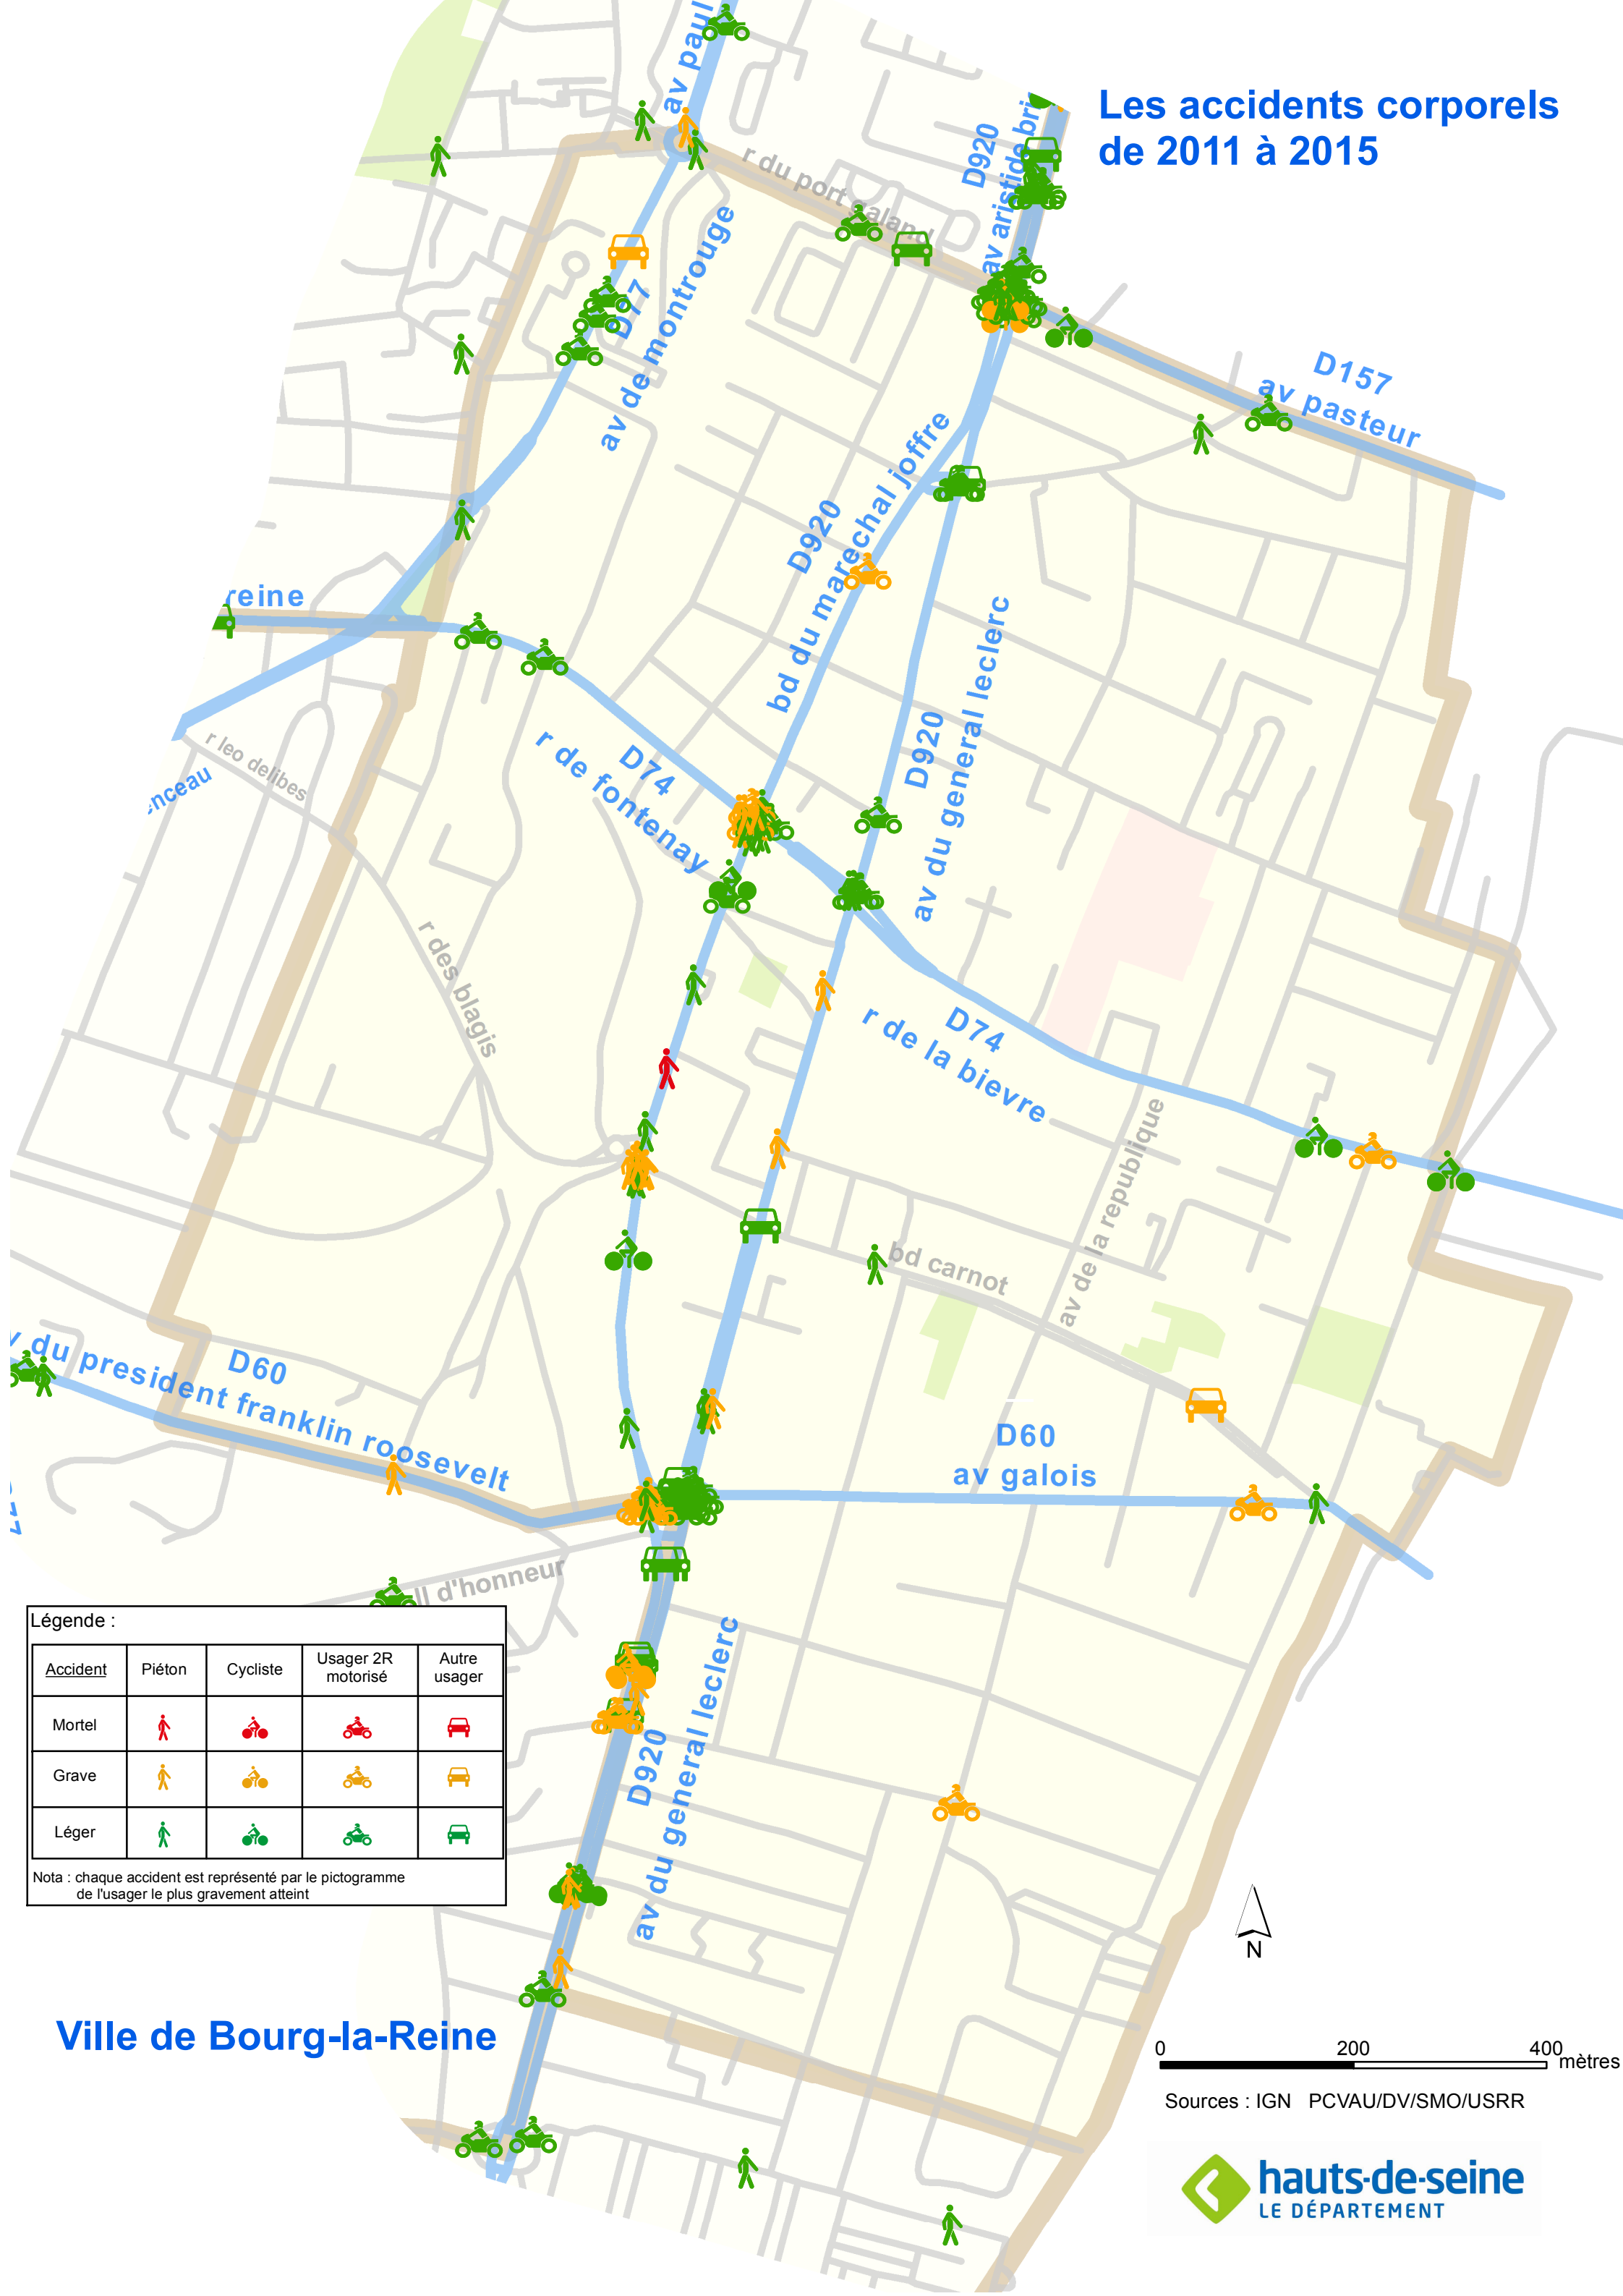 Les accidents corporels
de 2011 à 2015
av paul
D920
av aristide bri
r du port galand
D77
av de montrouge
D157
av pasteur
D920
bd du marechal joffre
reine
D920
av du general leclerc
r leo delibes
enceau
D74
r de fontenay
r des blagis
D74
r de la bievre
av de la republique
bd carnot
D60
v du president franklin roosevelt
D60
av galois
ll d'honneur
D920
av du general leclerc
Légende :
Accident
Piéton
Cycliste
Usager 2R
motorisé
Autre
usager
Mortel
Grave
Léger
Nota : chaque accident est représenté par le pictogramme
de l'usager le plus gravement atteint
N
Ville de Bourg-la-Reine
0 200 400 mètres
Sources : IGN PCVAU/DV/SMO/USRR
hauts-de-seine
LE DÉPARTEMENT